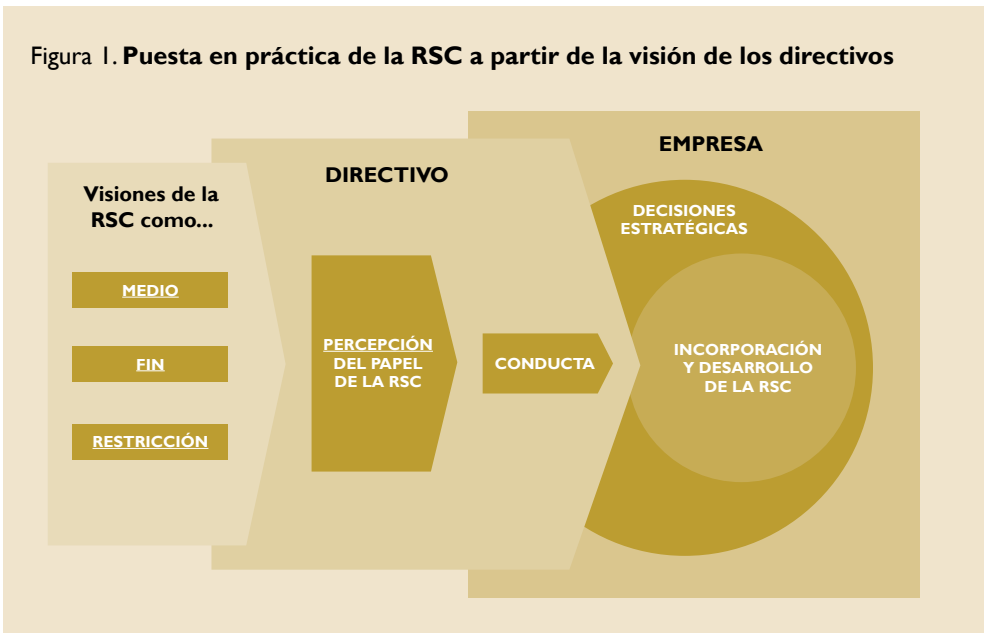 Figura 1. Puesta en práctica de la RSC a partir de la visión de los directivos
Visiones de la
RSC como...
MEDIO
FIN
RESTRICCIÓN
DIRECTIVO
PERCEPCIÓN
DEL PAPEL
DE LA RSC
CONDUCTA
EMPRESA
DECISIONES
ESTRATÉGICAS
INCORPORACIÓN
Y DESARROLLO
DE LA RSC